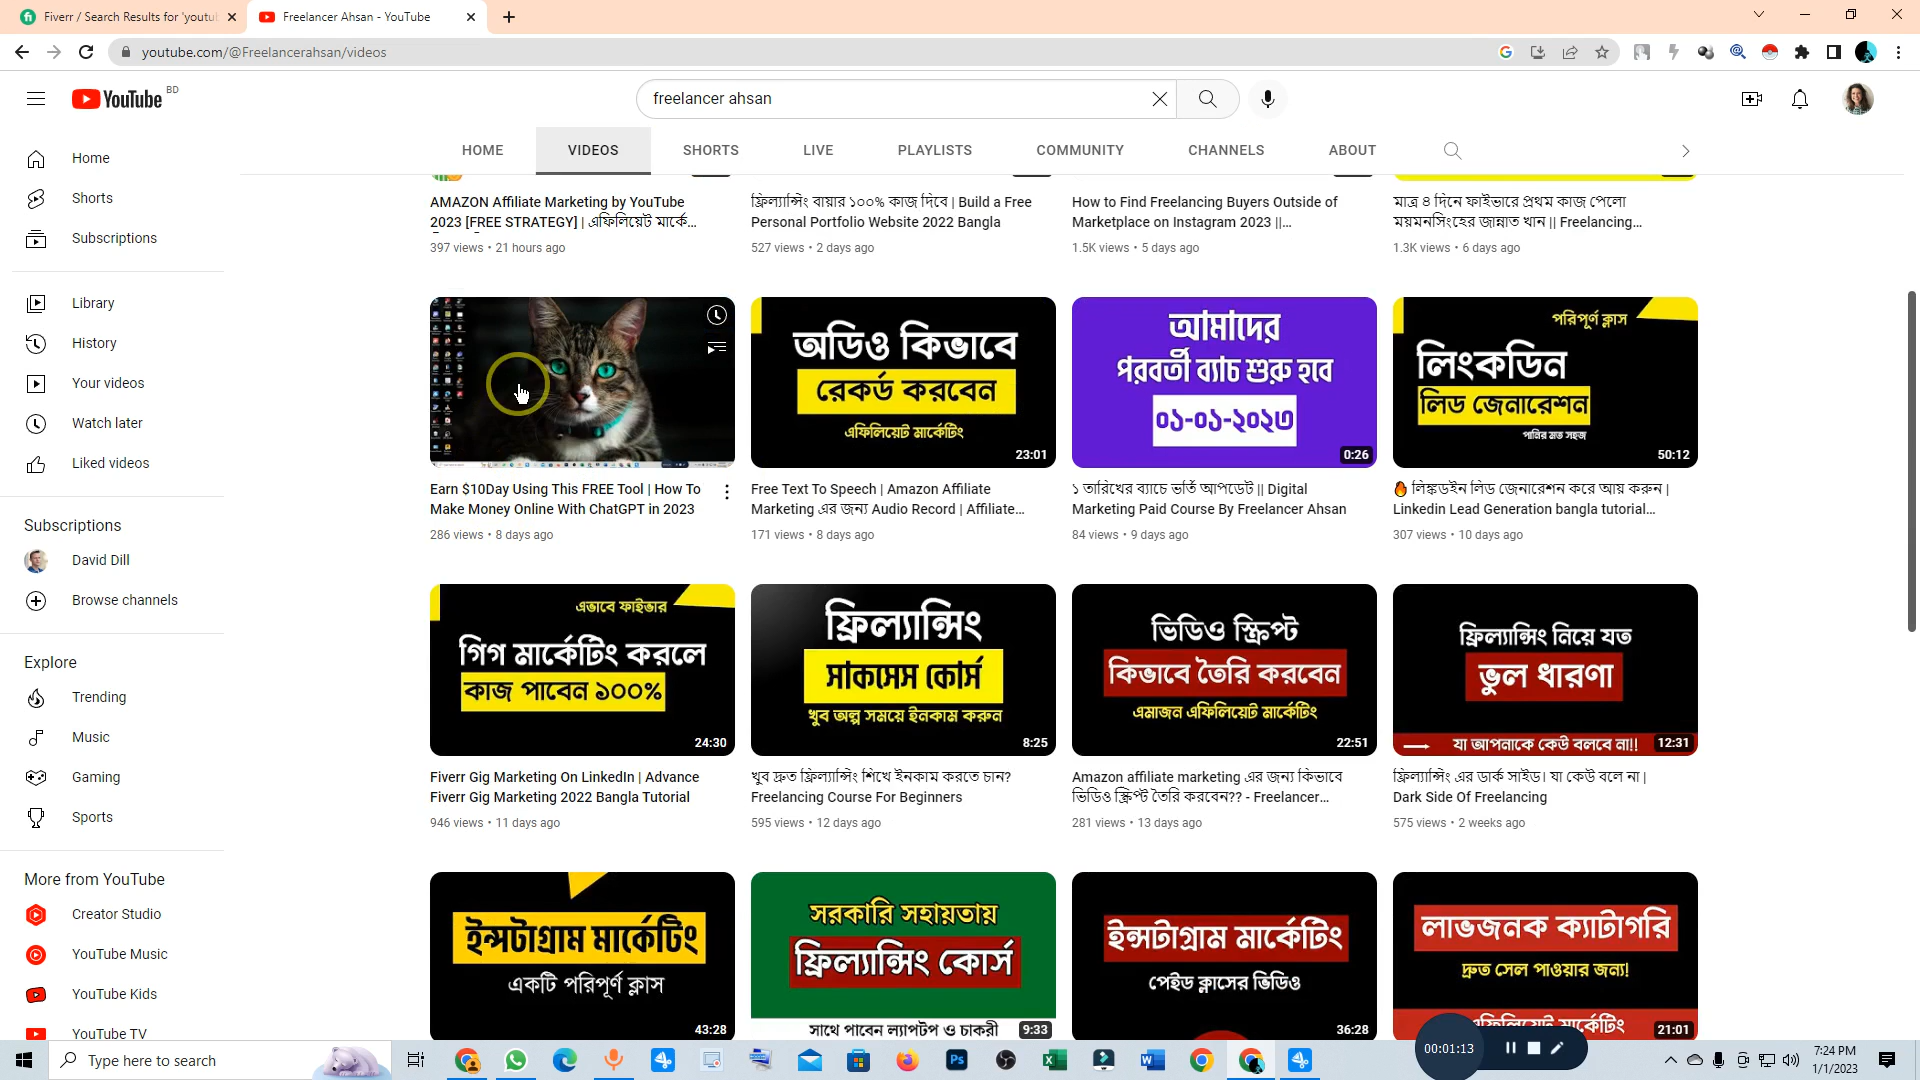 Fiverr / Search Results for 'youtu
Freelancer Ahsan - YouTube
youtube.com/@Freelancerahsan/videos
YouTube BD
freelancer ahsan
HOME VIDEOS SHORTS LIVE PLAYLISTS COMMUNITY CHANNELS ABOUT
Home
Shorts
Subscriptions
Library
History
Your videos
Watch later
Liked videos
Subscriptions
David Dill
Browse channels
Explore
Trending
Music
Gaming
Sports
More from YouTube
Creator Studio
YouTube Music
YouTube Kids
YouTube TV
AMAZON Affiliate Marketing by YouTube
2023 [FREE STRATEGY] | এফিলিয়েট মার্কে...
397 views • 21 hours ago
ফ্রিল্যান্সিং বায়ার ১০০% কাজ দিবে | Build a Free
Personal Portfolio Website 2022 Bangla
527 views • 2 days ago
How to Find Freelancing Buyers Outside of
Marketplace on Instagram 2023 ||...
1.5K views • 5 days ago
মাত্র ৪ দিনে ফাইভারে প্রথম কাজ পেলো
ময়মনসিংহের জান্নাত খান || Freelancing...
1.3K views • 6 days ago
Earn $10Day Using This FREE Tool | How To
Make Money Online With ChatGPT in 2023
286 views • 8 days ago
অডিও কিভাবে
রেকর্ড করবেন
এফিলিয়েট মার্কেটিং
23:01
Free Text To Speech | Amazon Affiliate
Marketing এর জন্য Audio Record | Affiliate...
171 views • 8 days ago
আমাদের
পরবর্তী ব্যাচ শুরু হবে
০১-০১-২০২৩
0:26
১ তারিখের ব্যাচে ভর্তি আপডেট || Digital
Marketing Paid Course By Freelancer Ahsan
84 views • 9 days ago
পরিপূর্ণ ক্লাস
লিংকডিন
লিড জেনারেশন
পানির মত সহজ
50:12
🔥 লিঙ্কডইন লিড জেনারেশন করে আয় করুন |
Linkedin Lead Generation bangla tutorial...
307 views • 10 days ago
এভাবে ফাইভার
গিগ মার্কেটিং করলে
কাজ পাবেন ১০০%
24:30
Fiverr Gig Marketing On LinkedIn | Advance
Fiverr Gig Marketing 2022 Bangla Tutorial
946 views • 11 days ago
ফ্রিল্যান্সিং
সাকসেস কোর্স
খুব অল্প সময়ে ইনকাম করুন
8:25
খুব দ্রুত ফ্রিল্যান্সিং শিখে ইনকাম করতে চান?
Freelancing Course For Beginners
595 views • 12 days ago
ভিডিও স্ক্রিপ্ট
কিভাবে তৈরি করবেন
এমাজন এফিলিয়েট মার্কেটিং
22:51
Amazon affiliate marketing এর জন্য কিভাবে
ভিডিও স্ক্রিপ্ট তৈরি করবেন?? - Freelancer...
281 views • 13 days ago
ফ্রিল্যান্সিং নিয়ে যত
ভুল ধারণা
যা আপনাকে কেউ বলবে না!!
12:31
ফ্রিল্যান্সিং এর ডার্ক সাইড। যা কেউ বলে না |
Dark Side Of Freelancing
575 views • 2 weeks ago
ইন্সটাগ্রাম মার্কেটিং
একটি পরিপূর্ণ ক্লাস
43:28
সরকারি সহায়তায়
ফ্রিল্যান্সিং কোর্স
সাথে পাবেন ল্যাপটপ ও চাকরী
9:33
ইন্সটাগ্রাম মার্কেটিং
পেইড ক্লাসের ভিডিও
36:28
লাভজনক ক্যাটাগরি
দ্রুত সেল পাওয়ার জন্য!
এফিলিয়েট মার্কেটিং
21:01
00:01:13
Type here to search
7:24 PM
1/1/2023